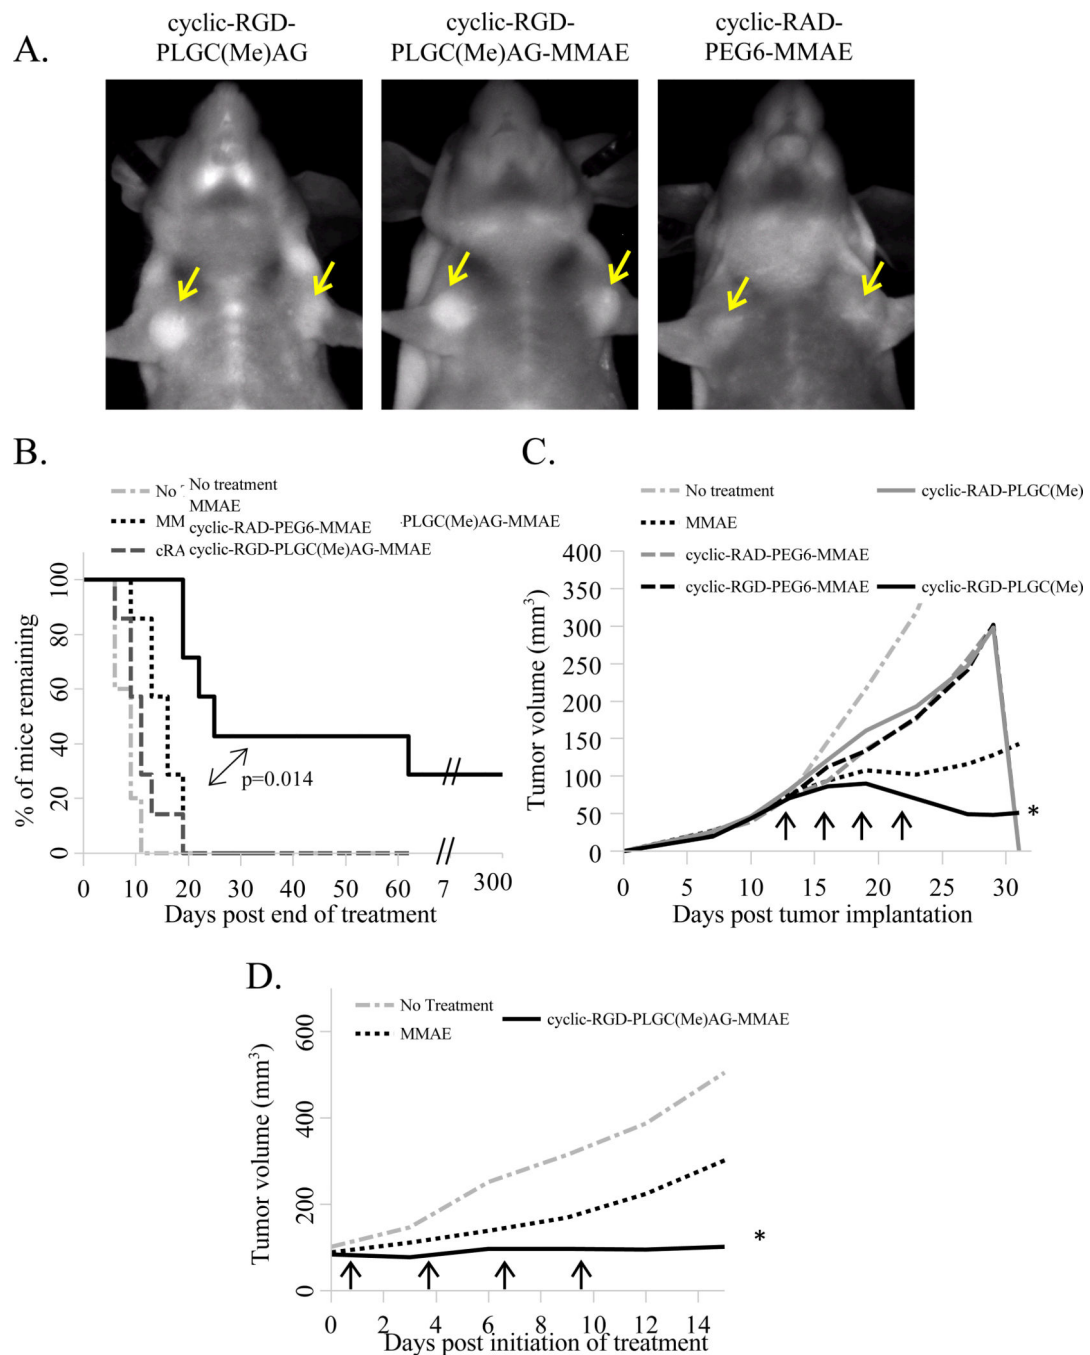 A.
cyclic-RGD-
PLGC(Me)AG
cyclic-RGD-
PLGC(Me)AG-MMAE
cyclic-RAD-
PEG6-MMAE
B.
No treatment
MMAE
cyclic-RAD-PEG6-MMAE
-PLGC(Me)AG-MMAE
cRA
cyclic-RGD-PLGC(Me)AG-MMAE
% of mice remaining
100
80
60
40
20
0
p=0.014
0
10
20
30
40
50
60
7
300
Days post end of treatment
C.
No treatment
cyclic-RAD-PLGC(Me)
MMAE
cyclic-RAD-PEG6-MMAE
cyclic-RGD-PEG6-MMAE
cyclic-RGD-PLGC(Me)
Tumor volume (mm³)
400
350
300
250
200
150
100
50
0
*
0
5
10
15
20
25
30
Days post tumor implantation
D.
No Treatment
cyclic-RGD-PLGC(Me)AG-MMAE
MMAE
Tumor volume (mm³)
600
400
200
0
*
0
2
4
6
8
10
12
14
Days post initiation of treatment